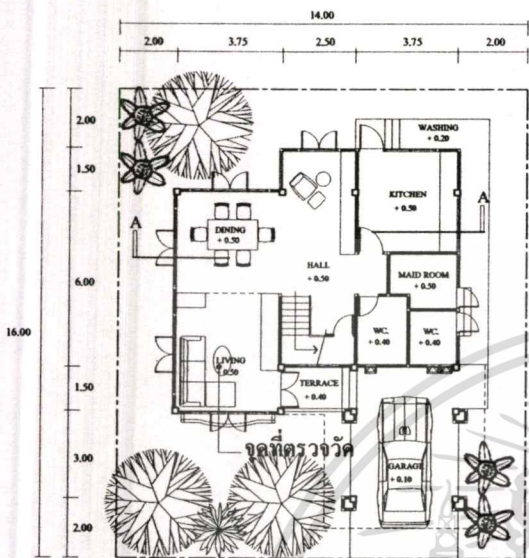 14.00
2.00 3.75 2.50 3.75 2.00
2.00
WASHING
+ 0.20
1.50
KITCHEN
+ 0.50
A A
DINING
+ 0.50
HALL
+ 0.50
6.00
MAID ROOM
+ 0.50
16.00
WC.
+ 0.40
WC.
+ 0.40
LIVING
+ 0.50
TERRACE
+ 0.40
1.50
จุดที่ตรวจวัด
3.00
GARAGE
+ 0.10
2.00